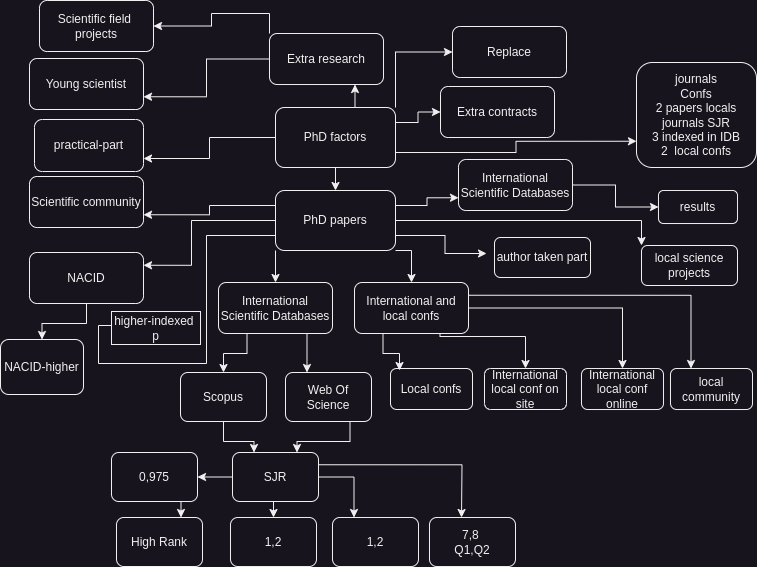 Scientific field
projects
Extra research
Replace
Young scientist
Extra contracts
journals
Confs
2 papers locals
journals SJR
3 indexed in IDB
2 local confs
PhD factors
practical-part
International
Scientific Databases
Scientific community
PhD papers
results
author taken part
local science
projects
NACID
International
Scientific Databases
International and
local confs
higher-indexed
p
NACID-higher
Scopus
Web Of
Science
Local confs
International
local conf on
site
International
local conf
online
local
community
0,975
SJR
High Rank
1,2
1,2
7,8
Q1,Q2